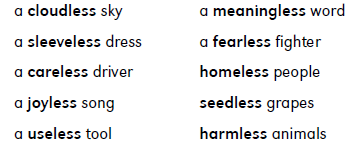 a cloudless sky
a sleeveless dress
a careless driver
a joyless song
a useless tool
a meaningless word
a fearless fighter
homeless people
seedless grapes
harmless animals